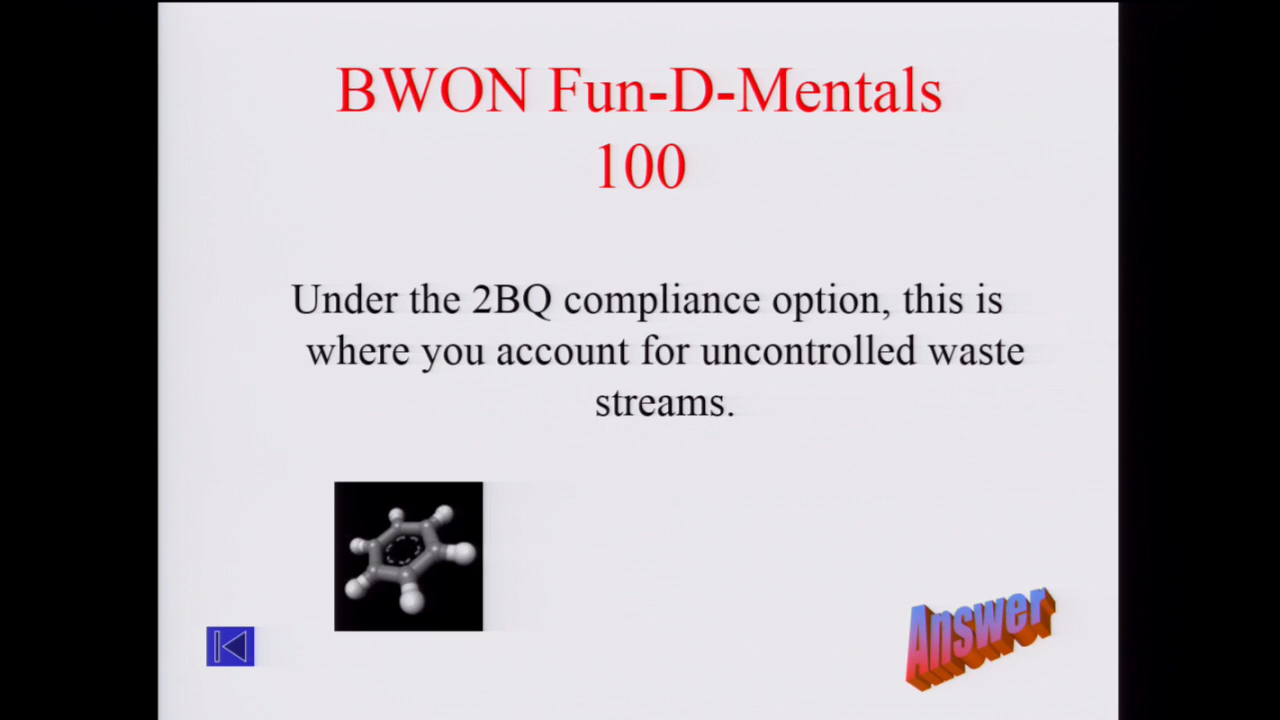 BWON Fun-D-Mentals
100
Under the 2BQ compliance option, this is
where you account for uncontrolled waste
streams.
Answer